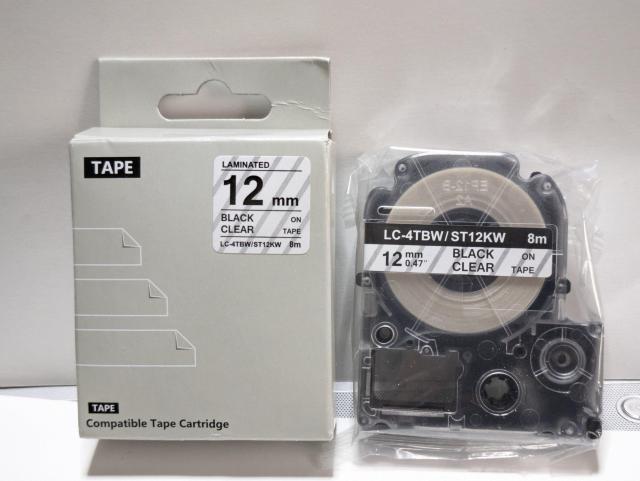 TAPE
LAMINATED
12 mm
BLACK ON
CLEAR TAPE
LC-4TBW/ST12KW 8m
TAPE
Compatible Tape Cartridge
LC-4TBW/ST12KW 8m
12 mm 0.47" BLACK ON
CLEAR TAPE